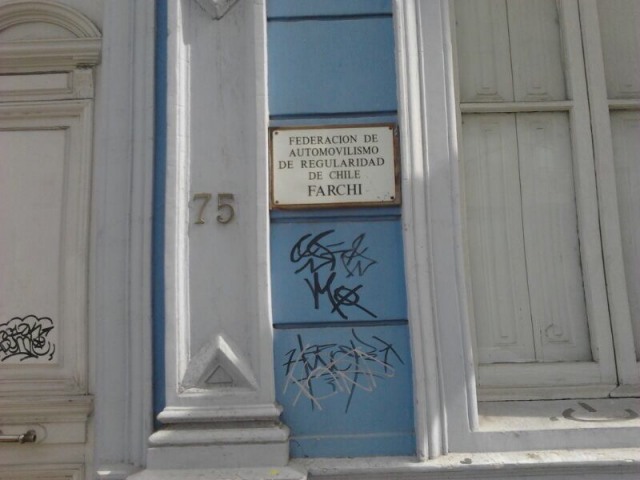 FEDERACION DE
AUTOMOVILISMO
DE REGULARIDAD
DE CHILE
FARCHI
75